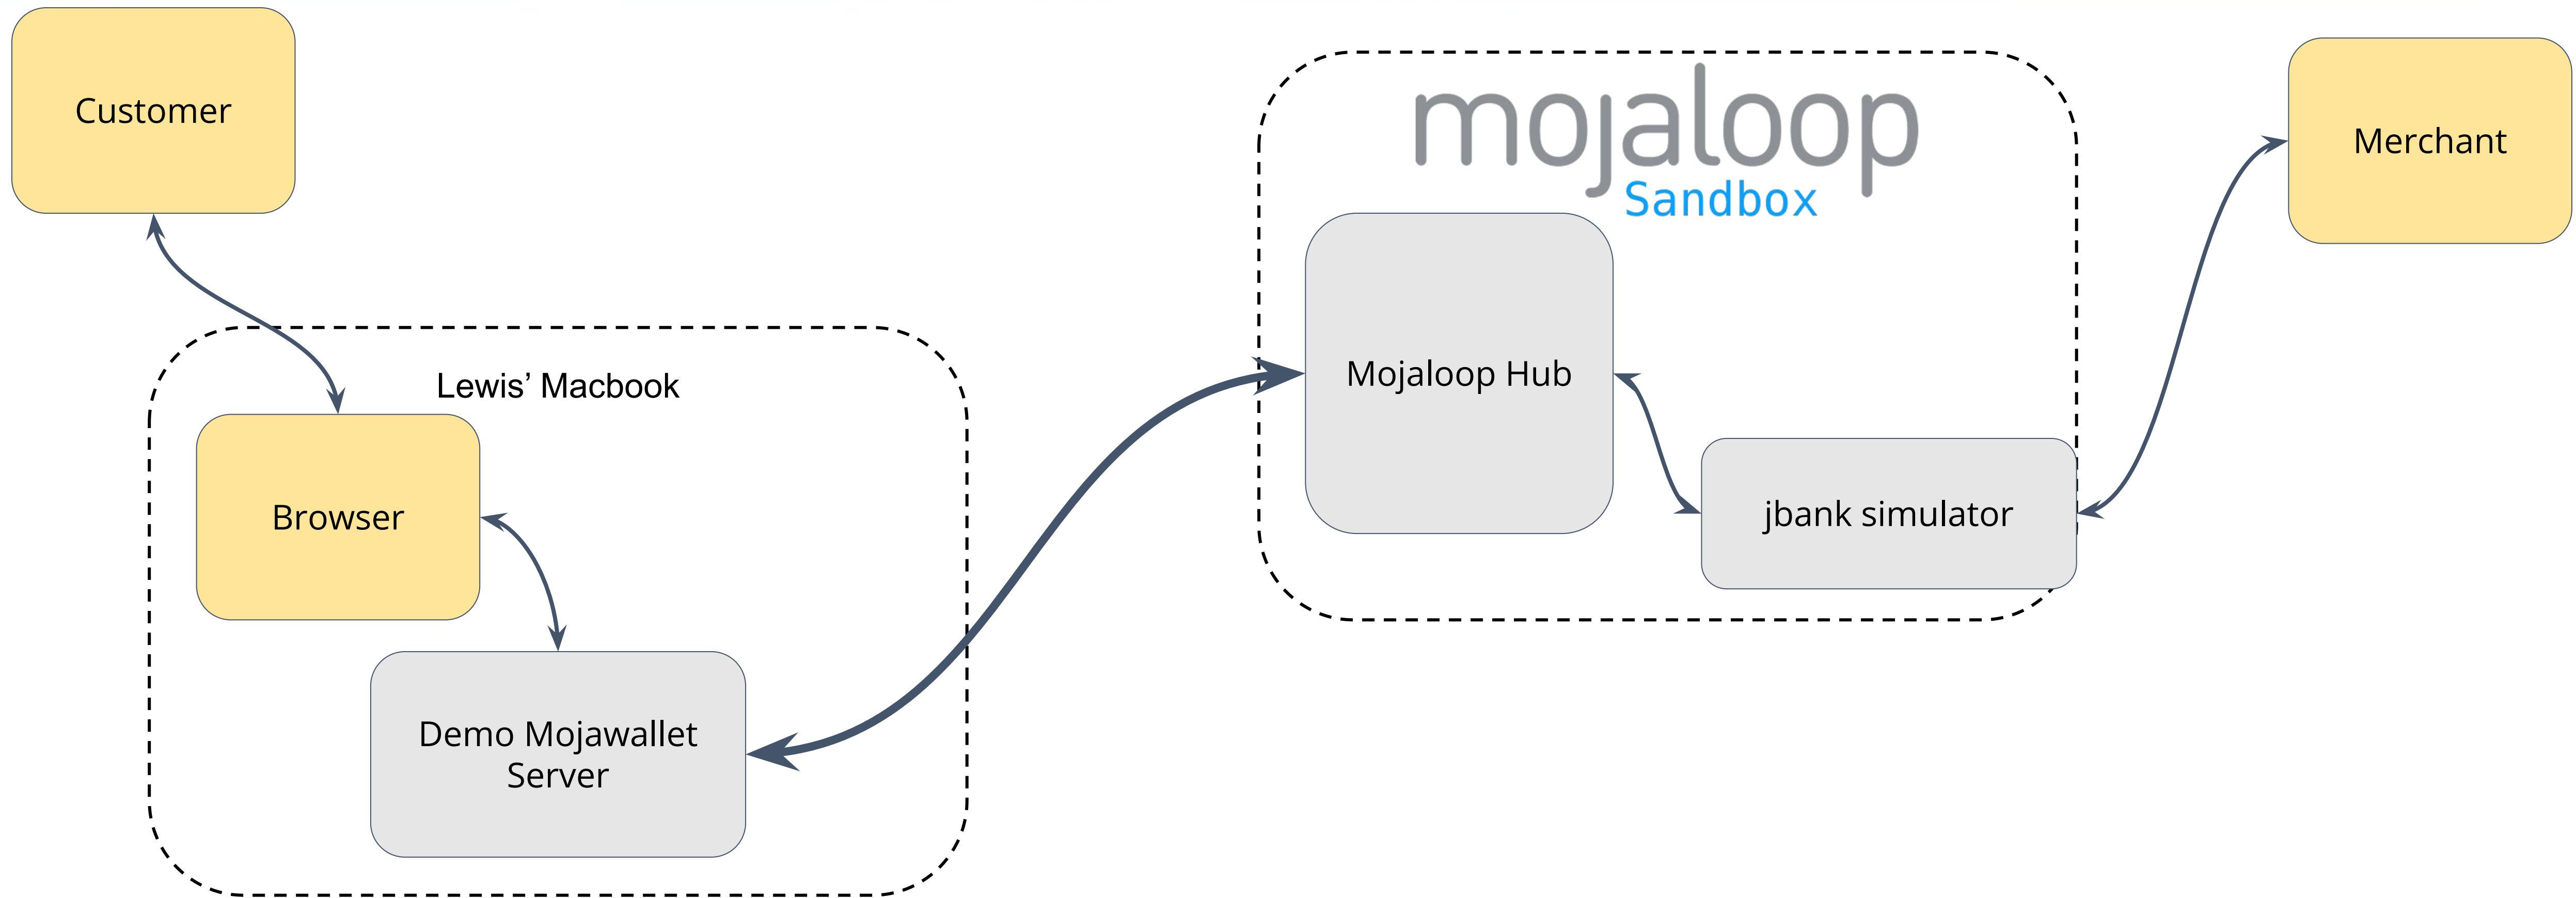 Customer
mojaloop
Sandbox
Merchant
Lewis’ Macbook
Mojaloop Hub
Browser
jbank simulator
Demo Mojawallet
Server